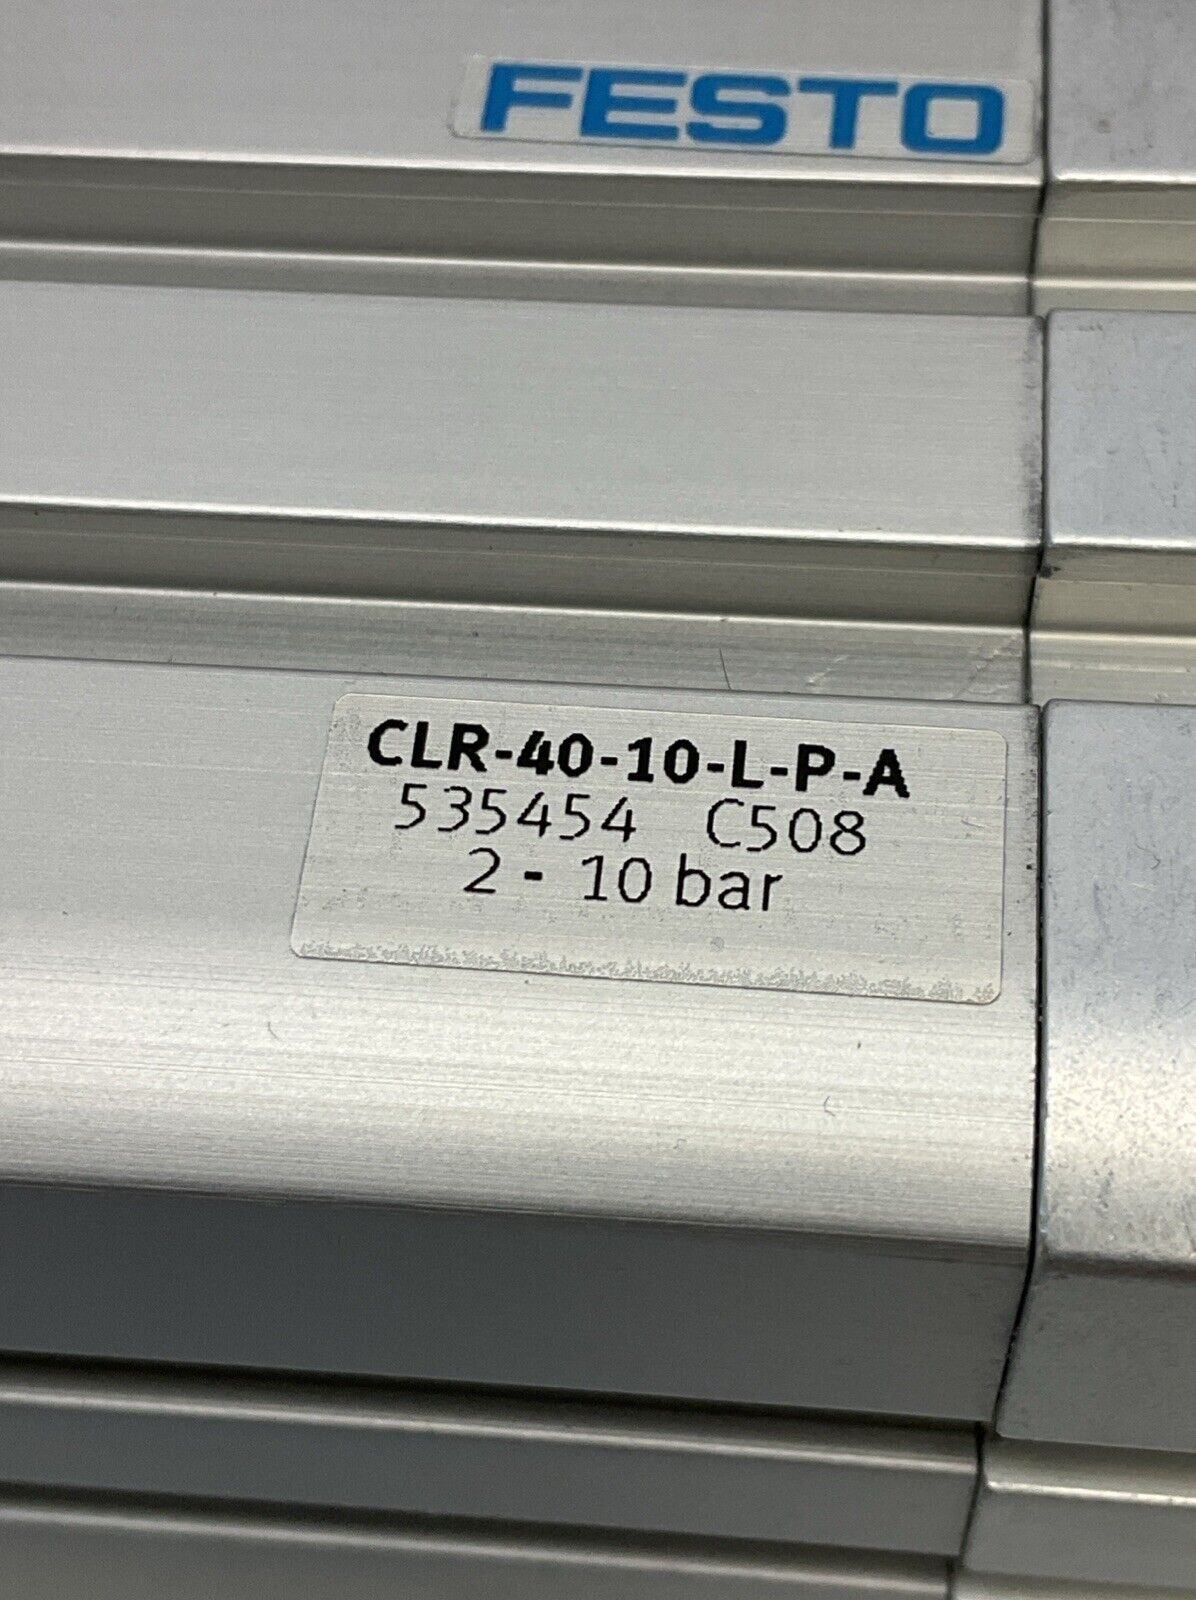 FESTO
CLR-40-10-L-P-A
535454 C508
2 - 10 bar